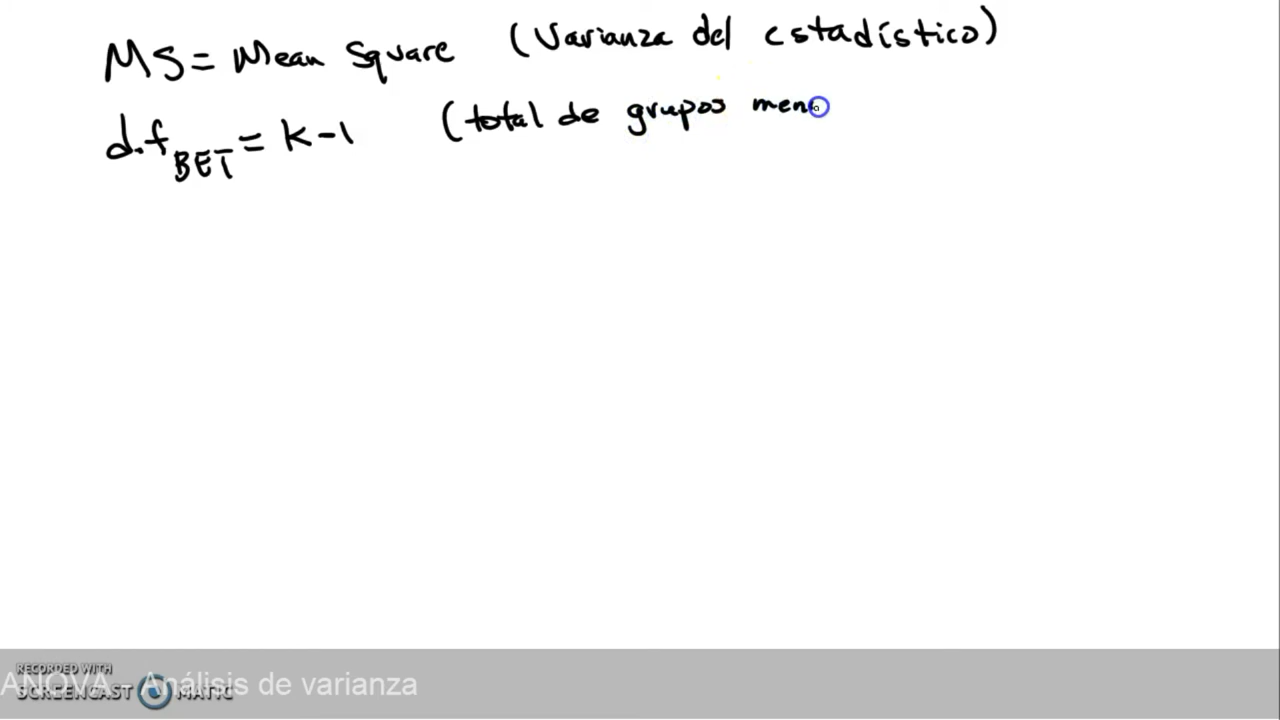 MS = Mean Square (Varianza del estadístico)
d.f BET = K-1 (total de grupos men
RECORDED WITH
ANOVA - Análisis de varianza
SCREENCAST MATIC